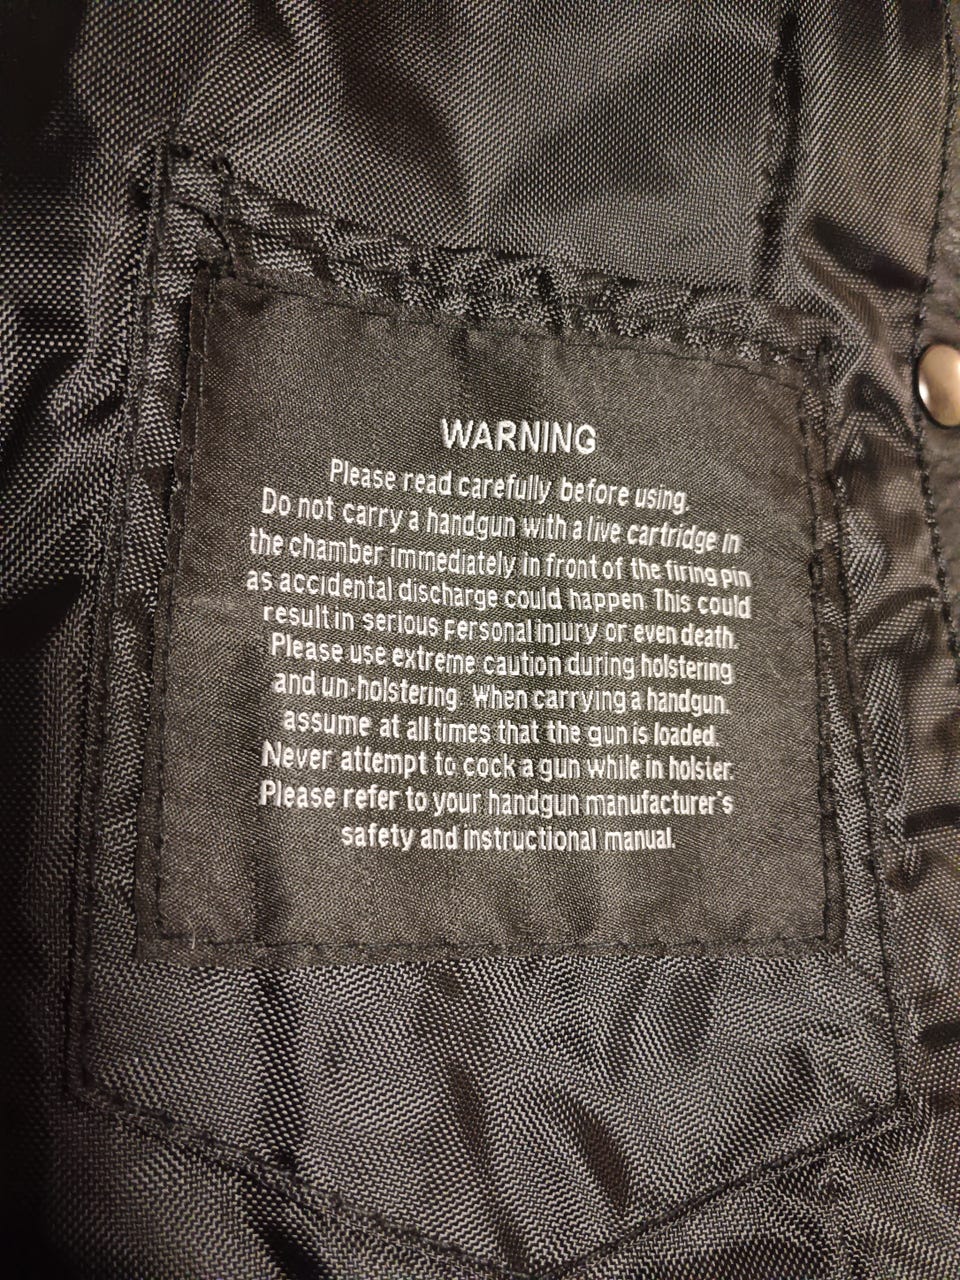 WARNING
Please read carefully before using.
Do not carry a handgun with a live cartridge in
the chamber immediately in front of the firing pin
as accidental discharge could happen. This could
result in serious personal injury or even death.
Please use extreme caution during holstering
and un-holstering. When carrying a handgun.
assume at all times that the gun is loaded.
Never attempt to cock a gun while in holster.
Please refer to your handgun manufacturer's
safety and instructional manual.